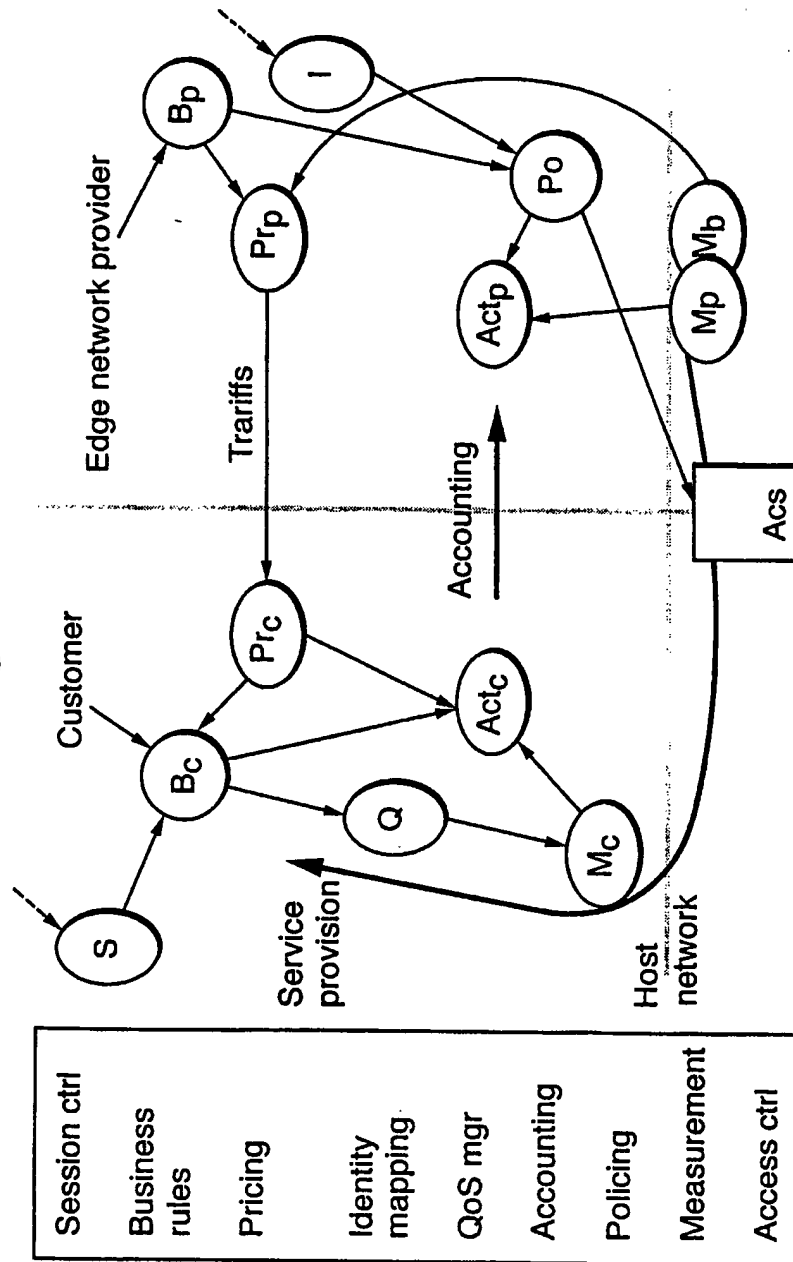 Session ctrl
Business
rules
Pricing
Identity
mapping
QoS mgr
Accounting
Policing
Measurement
Access ctrl
S
Customer
Bc
Prc
Q
Service
provision
Actc
Mc
Host
network
Edge network provider
Trariffs
Accounting
Bp
Prp
I
Po
Actp
Mp
Mb
Acs